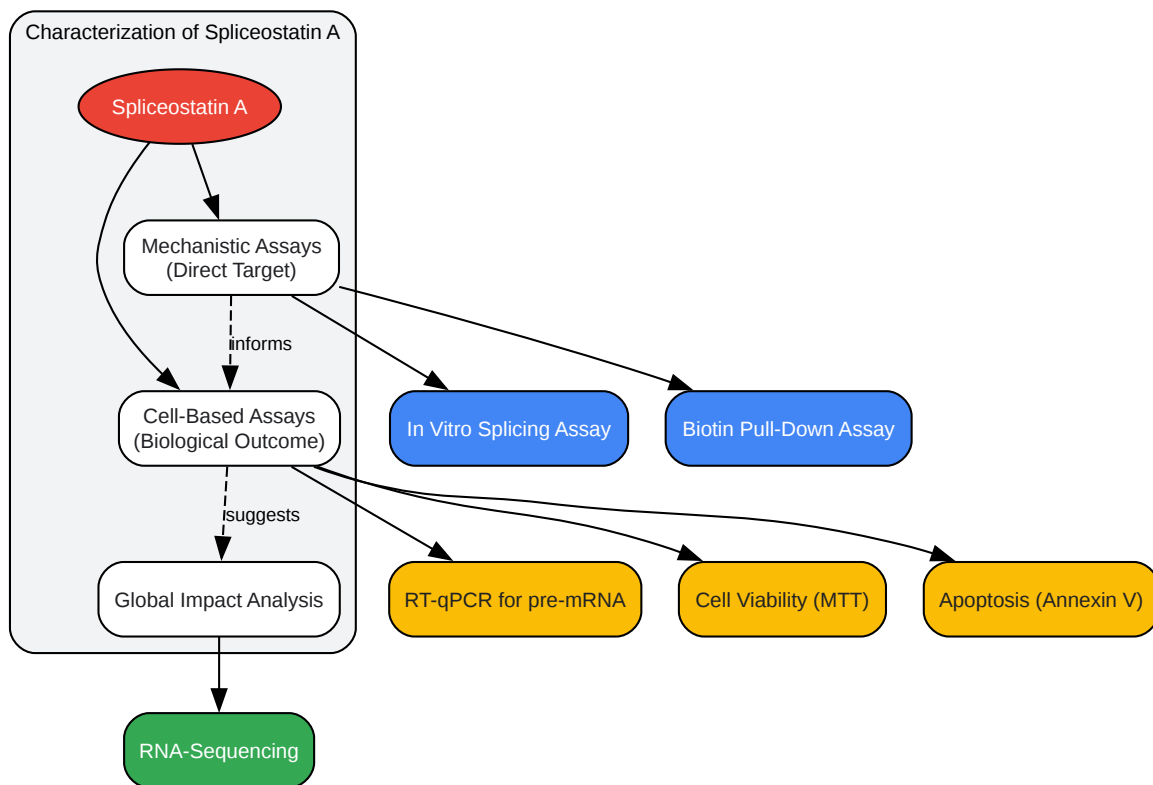 Characterization of Spliceostatin A
Spliceostatin A
Mechanistic Assays
(Direct Target)
informs
Cell-Based Assays
(Biological Outcome)
In Vitro Splicing Assay
Biotin Pull-Down Assay
suggests
Global Impact Analysis
RT-qPCR for pre-mRNA
Cell Viability (MTT)
Apoptosis (Annexin V)
RNA-Sequencing